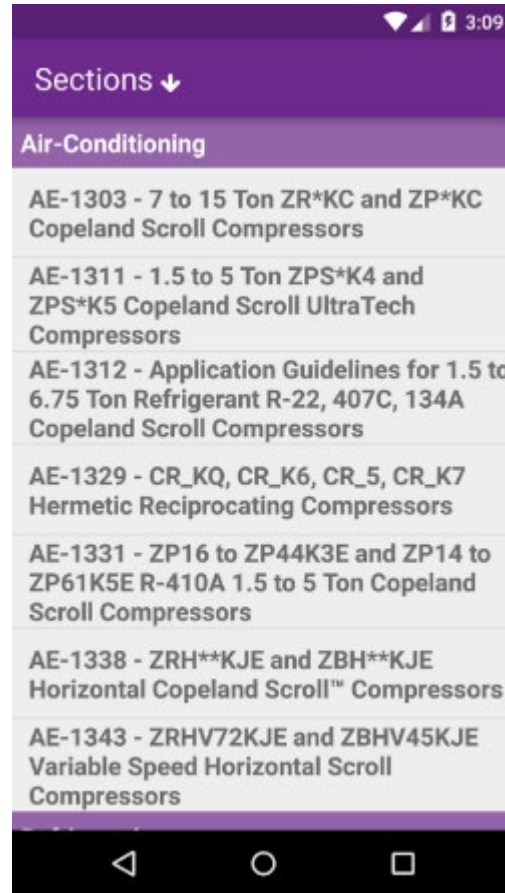 3:09
Sections
Air-Conditioning
AE-1303 - 7 to 15 Ton ZR*KC and ZP*KC
Copeland Scroll Compressors
AE-1311 - 1.5 to 5 Ton ZPS*K4 and
ZPS*K5 Copeland Scroll UltraTech
Compressors
AE-1312 - Application Guidelines for 1.5 to
6.75 Ton Refrigerant R-22, 407C, 134A
Copeland Scroll Compressors
AE-1329 - CR_KQ, CR_K6, CR_5, CR_K7
Hermetic Reciprocating Compressors
AE-1331 - ZP16 to ZP44K3E and ZP14 to
ZP61K5E R-410A 1.5 to 5 Ton Copeland
Scroll Compressors
AE-1338 - ZRH**KJE and ZBH**KJE
Horizontal Copeland Scroll™ Compressors
AE-1343 - ZRHV72KJE and ZBHV45KJE
Variable Speed Horizontal Scroll
Compressors